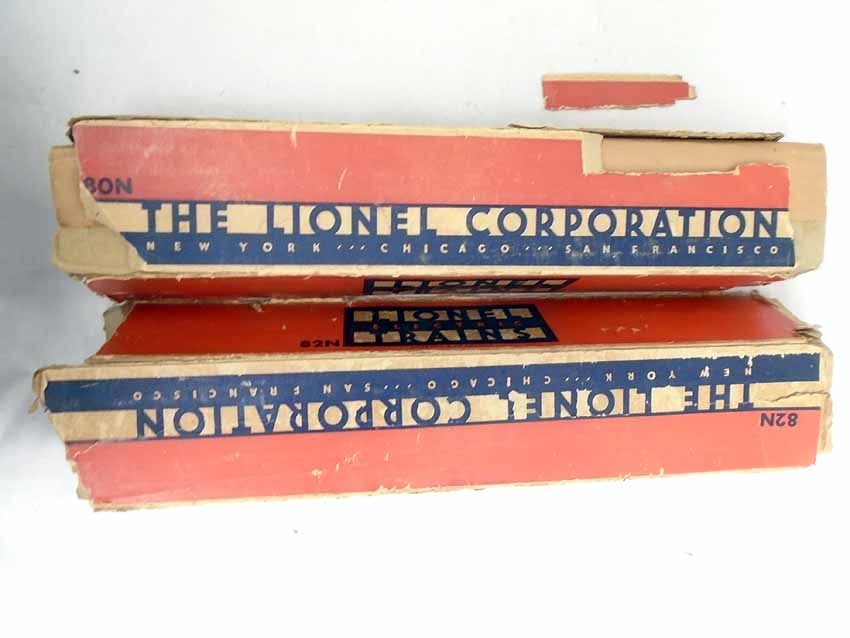 80N
THE LIONEL CORPORATION
NEW YORK ··· CHICAGO ··· SAN FRANCISCO
LIONEL
LIONEL
ELECTRIC
TRAINS
82N
NEW YORK ··· CHICAGO ··· SAN FRANCISCO
THE LIONEL CORPORATION
82N